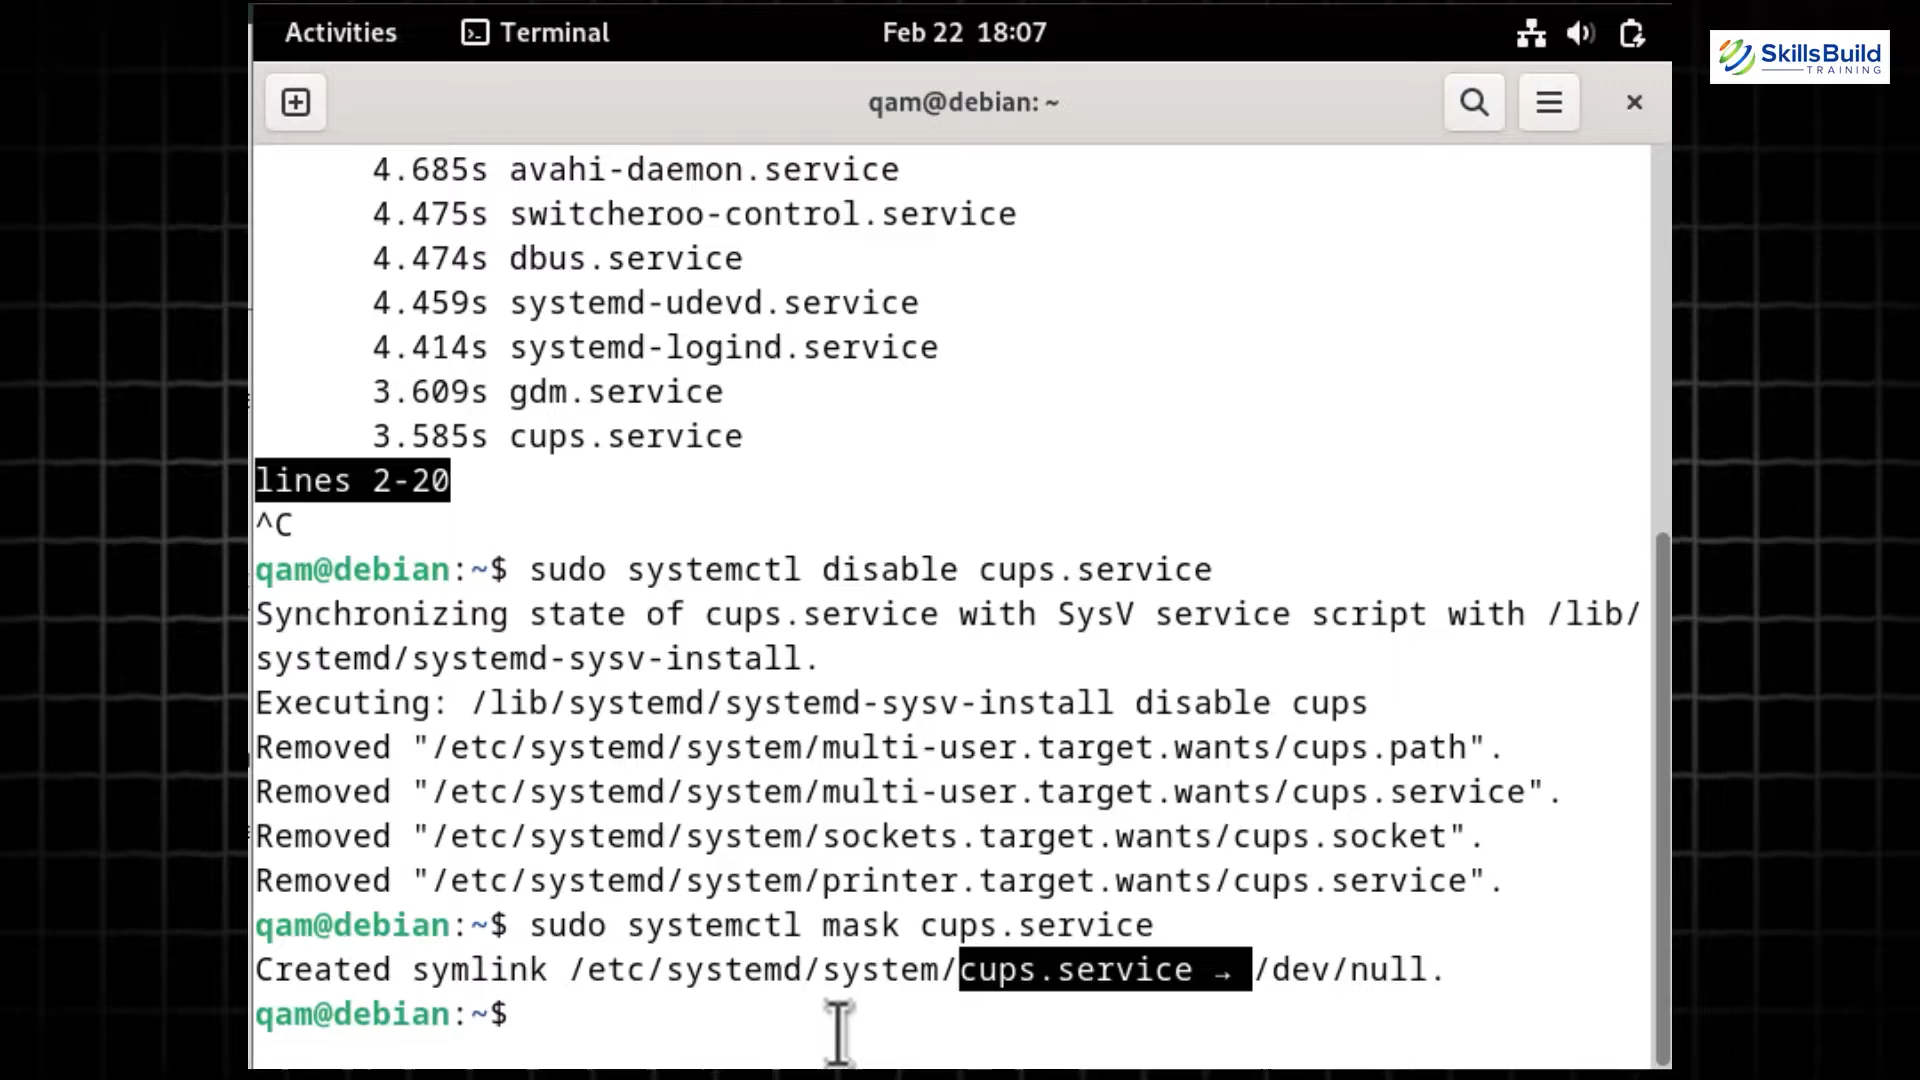 Activities Terminal Feb 22 18:07
SkillsBuild
TRAINING
qam@debian: ~
4.685s avahi-daemon.service
4.475s switcheroo-control.service
4.474s dbus.service
4.459s systemd-udevd.service
4.414s systemd-logind.service
3.609s gdm.service
3.585s cups.service
lines 2-20
^C
qam@debian:~$ sudo systemctl disable cups.service
Synchronizing state of cups.service with SysV service script with /lib/
systemd/systemd-sysv-install.
Executing: /lib/systemd/systemd-sysv-install disable cups
Removed "/etc/systemd/system/multi-user.target.wants/cups.path".
Removed "/etc/systemd/system/multi-user.target.wants/cups.service".
Removed "/etc/systemd/system/sockets.target.wants/cups.socket".
Removed "/etc/systemd/system/printer.target.wants/cups.service".
qam@debian:~$ sudo systemctl mask cups.service
Created symlink /etc/systemd/system/cups.service → /dev/null.
qam@debian:~$